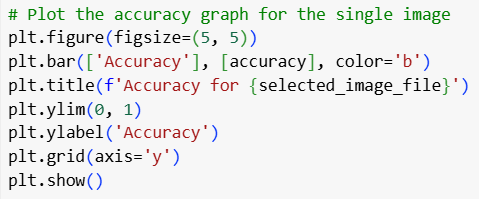 # Plot the accuracy graph for the single image
plt.figure(figsize=(5, 5))
plt.bar(['Accuracy'], [accuracy], color='b')
plt.title(f'Accuracy for {selected_image_file}')
plt.ylim(0, 1)
plt.ylabel('Accuracy')
plt.grid(axis='y')
plt.show()